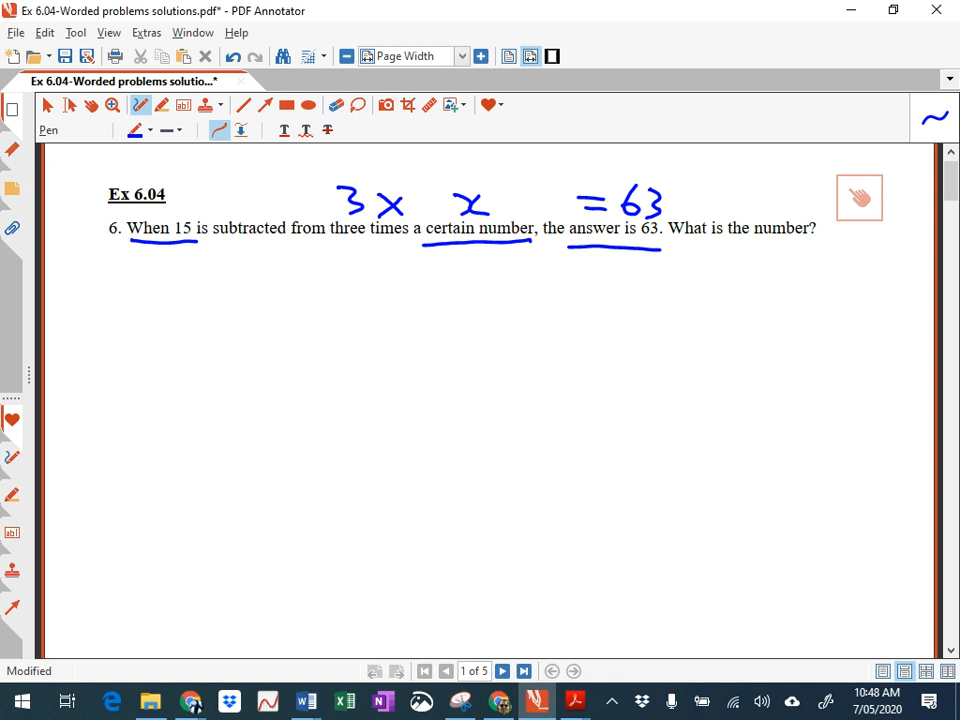 Ex 6.04-Worded problems solutions.pdf* - PDF Annotator
File Edit Tool View Extras Window Help
Page Width
Ex 6.04-Worded problems solutio...*
Pen
Ex 6.04
3 × x = 63
6. When 15 is subtracted from three times a certain number, the answer is 63. What is the number?
Modified
1 of 5
10:48 AM
7/05/2020